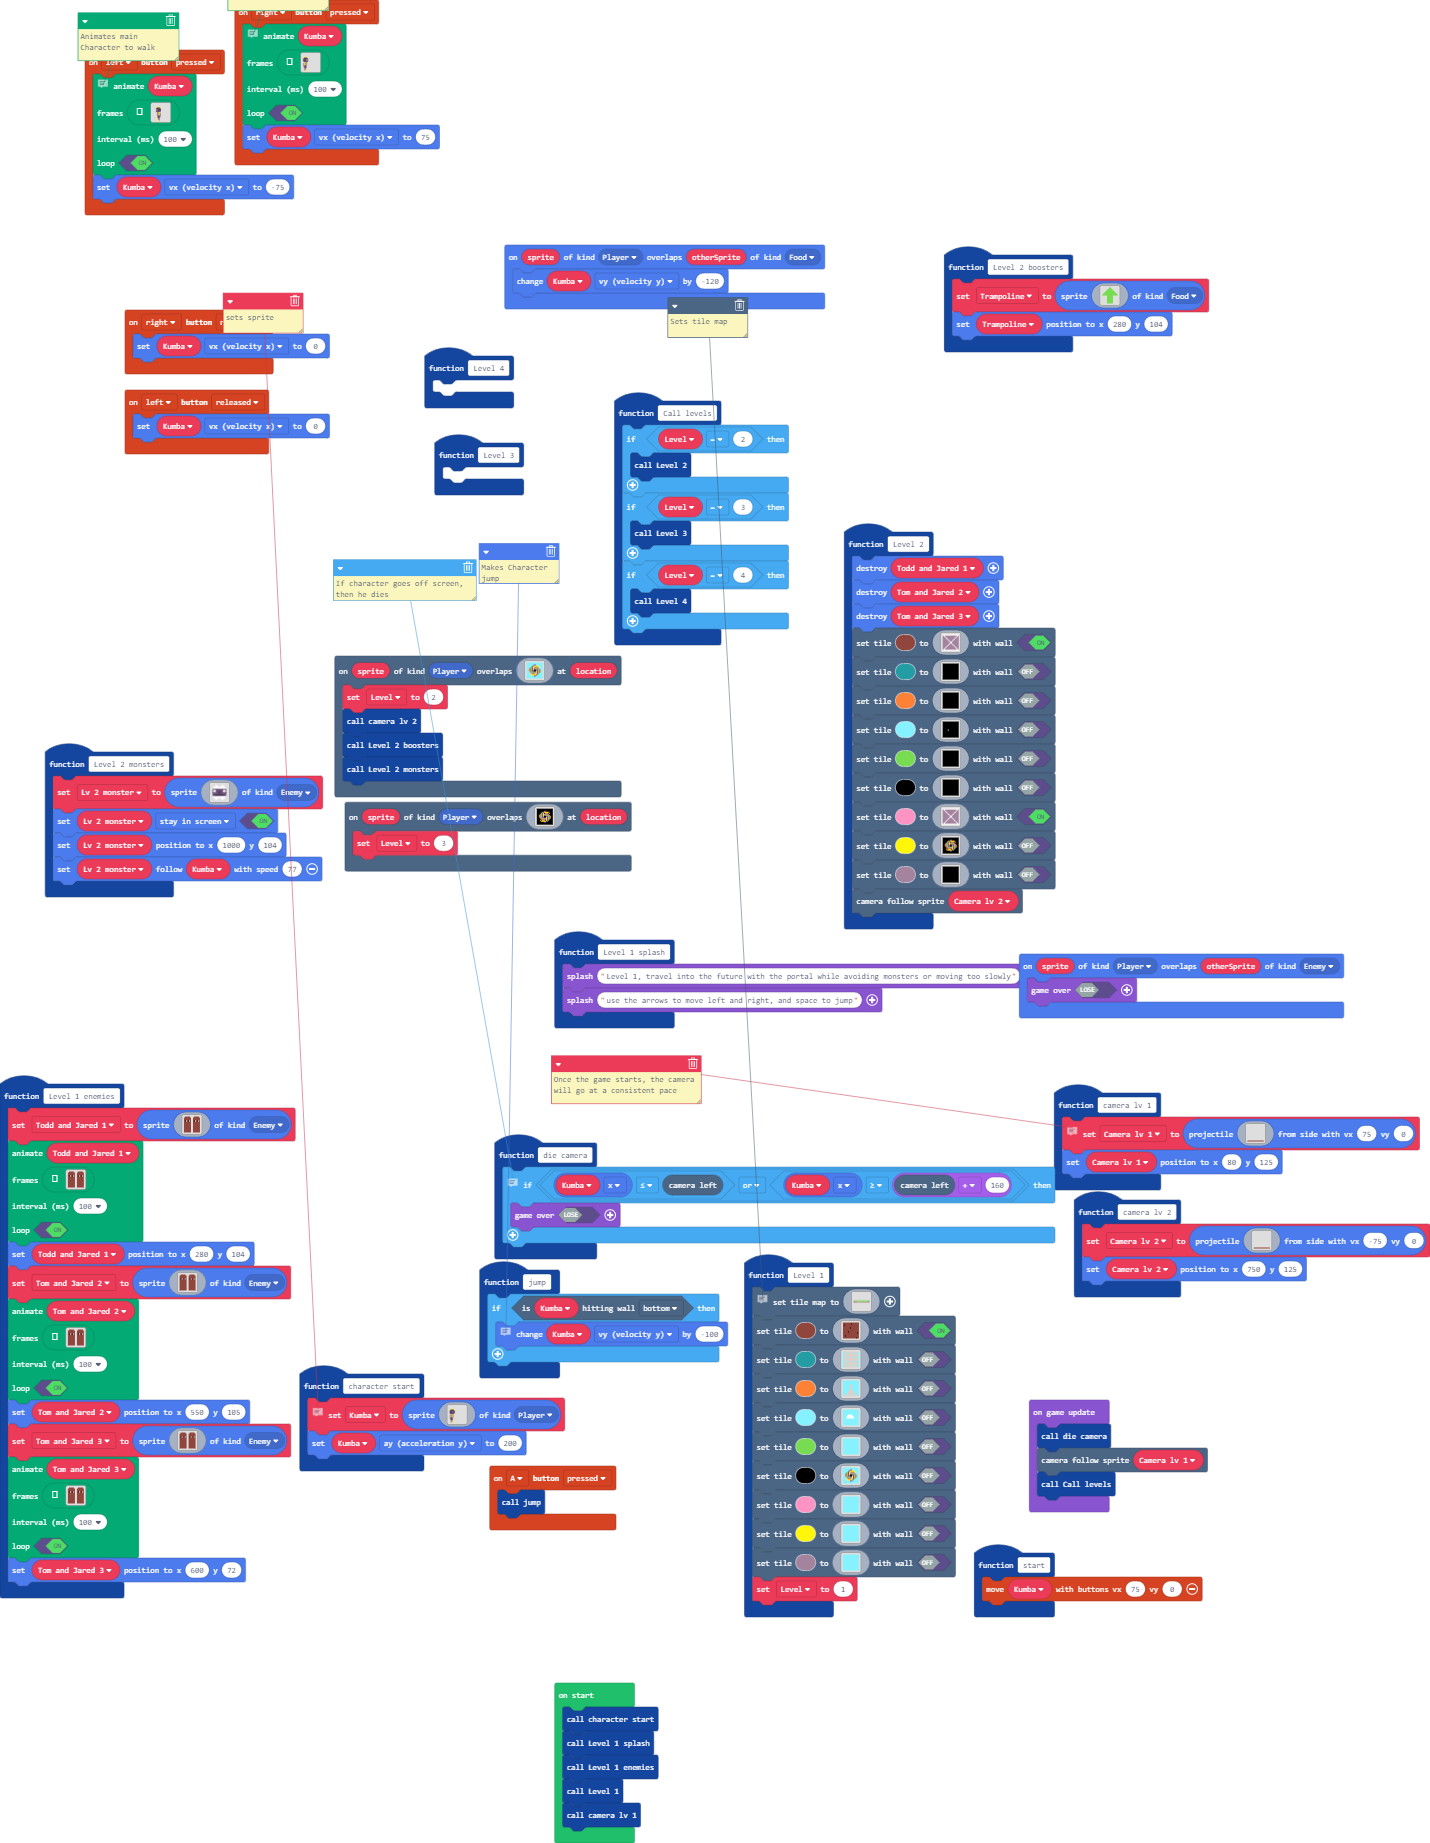 Animates main
Character to walk
on left button pressed
animate Kumba
frames
interval (ms) 100
loop ON
set Kumba vx (velocity x) to -75
on right button pressed
animate Kumba
frames
interval (ms) 100
loop ON
set Kumba vx (velocity x) to 75
on sprite of kind Player overlaps otherSprite of kind Food
change Kumba vy (velocity y) by -120
Sets tile map
function Level 2 boosters
set Trampoline to sprite of kind Food
set Trampoline position to x 280 y 104
sets sprite
on right button
set Kumba vx (velocity x) to 0
on left button released
set Kumba vx (velocity x) to 0
function Level 4
function Level 3
function Call levels
if Level = 2 then
call Level 2
if Level = 3 then
call Level 3
if Level = 4 then
call Level 4
If character goes off screen,
then he dies
Makes Character
jump
function Level 2
destroy Todd and Jared 1
destroy Tom and Jared 2
destroy Tom and Jared 3
set tile to with wall ON
set tile to with wall OFF
set tile to with wall OFF
set tile to with wall OFF
set tile to with wall OFF
set tile to with wall OFF
set tile to with wall ON
set tile to with wall OFF
set tile to with wall OFF
camera follow sprite Camera lv 2
on sprite of kind Player overlaps at location
set Level to 2
call camera lv 2
call Level 2 boosters
call Level 2 monsters
on sprite of kind Player overlaps at location
set Level to 3
function Level 2 monsters
set Lv 2 monster to sprite of kind Enemy
set Lv 2 monster stay in screen ON
set Lv 2 monster position to x 1000 y 104
set Lv 2 monster follow Kumba with speed 77
function Level 1 splash
splash "Level 1, travel into the future with the portal while avoiding monsters or moving too slowly"
splash "use the arrows to move left and right, and space to jump"
on sprite of kind Player overlaps otherSprite of kind Enemy
game over LOSE
Once the game starts, the camera
will go at a consistent pace
function camera lv 1
set Camera lv 1 to projectile from side with vx 75 vy 0
set Camera lv 1 position to x 80 y 125
function camera lv 2
set Camera lv 2 to projectile from side with vx -75 vy 0
set Camera lv 2 position to x 750 y 125
function die camera
if Kumba x ≤ camera left or Kumba x ≥ camera left + 160 then
game over LOSE
function jump
if is Kumba hitting wall bottom then
change Kumba vy (velocity y) by -100
function Level 1 enemies
set Todd and Jared 1 to sprite of kind Enemy
animate Todd and Jared 1
frames
interval (ms) 100
loop ON
set Todd and Jared 1 position to x 280 y 104
set Tom and Jared 2 to sprite of kind Enemy
animate Tom and Jared 2
frames
interval (ms) 100
loop ON
set Tom and Jared 2 position to x 550 y 105
set Tom and Jared 3 to sprite of kind Enemy
animate Tom and Jared 3
frames
interval (ms) 100
loop ON
set Tom and Jared 3 position to x 600 y 72
function character start
set Kumba to sprite of kind Player
set Kumba ay (acceleration y) to 200
on A button pressed
call jump
function Level 1
set tile map to
set tile to with wall ON
set tile to with wall OFF
set tile to with wall OFF
set tile to with wall OFF
set tile to with wall OFF
set tile to with wall OFF
set tile to with wall OFF
set tile to with wall OFF
set tile to with wall OFF
set Level to 1
on game update
call die camera
camera follow sprite Camera lv 1
call Call levels
function start
move Kumba with buttons vx 75 vy 0
on start
call character start
call Level 1 splash
call Level 1 enemies
call Level 1
call camera lv 1